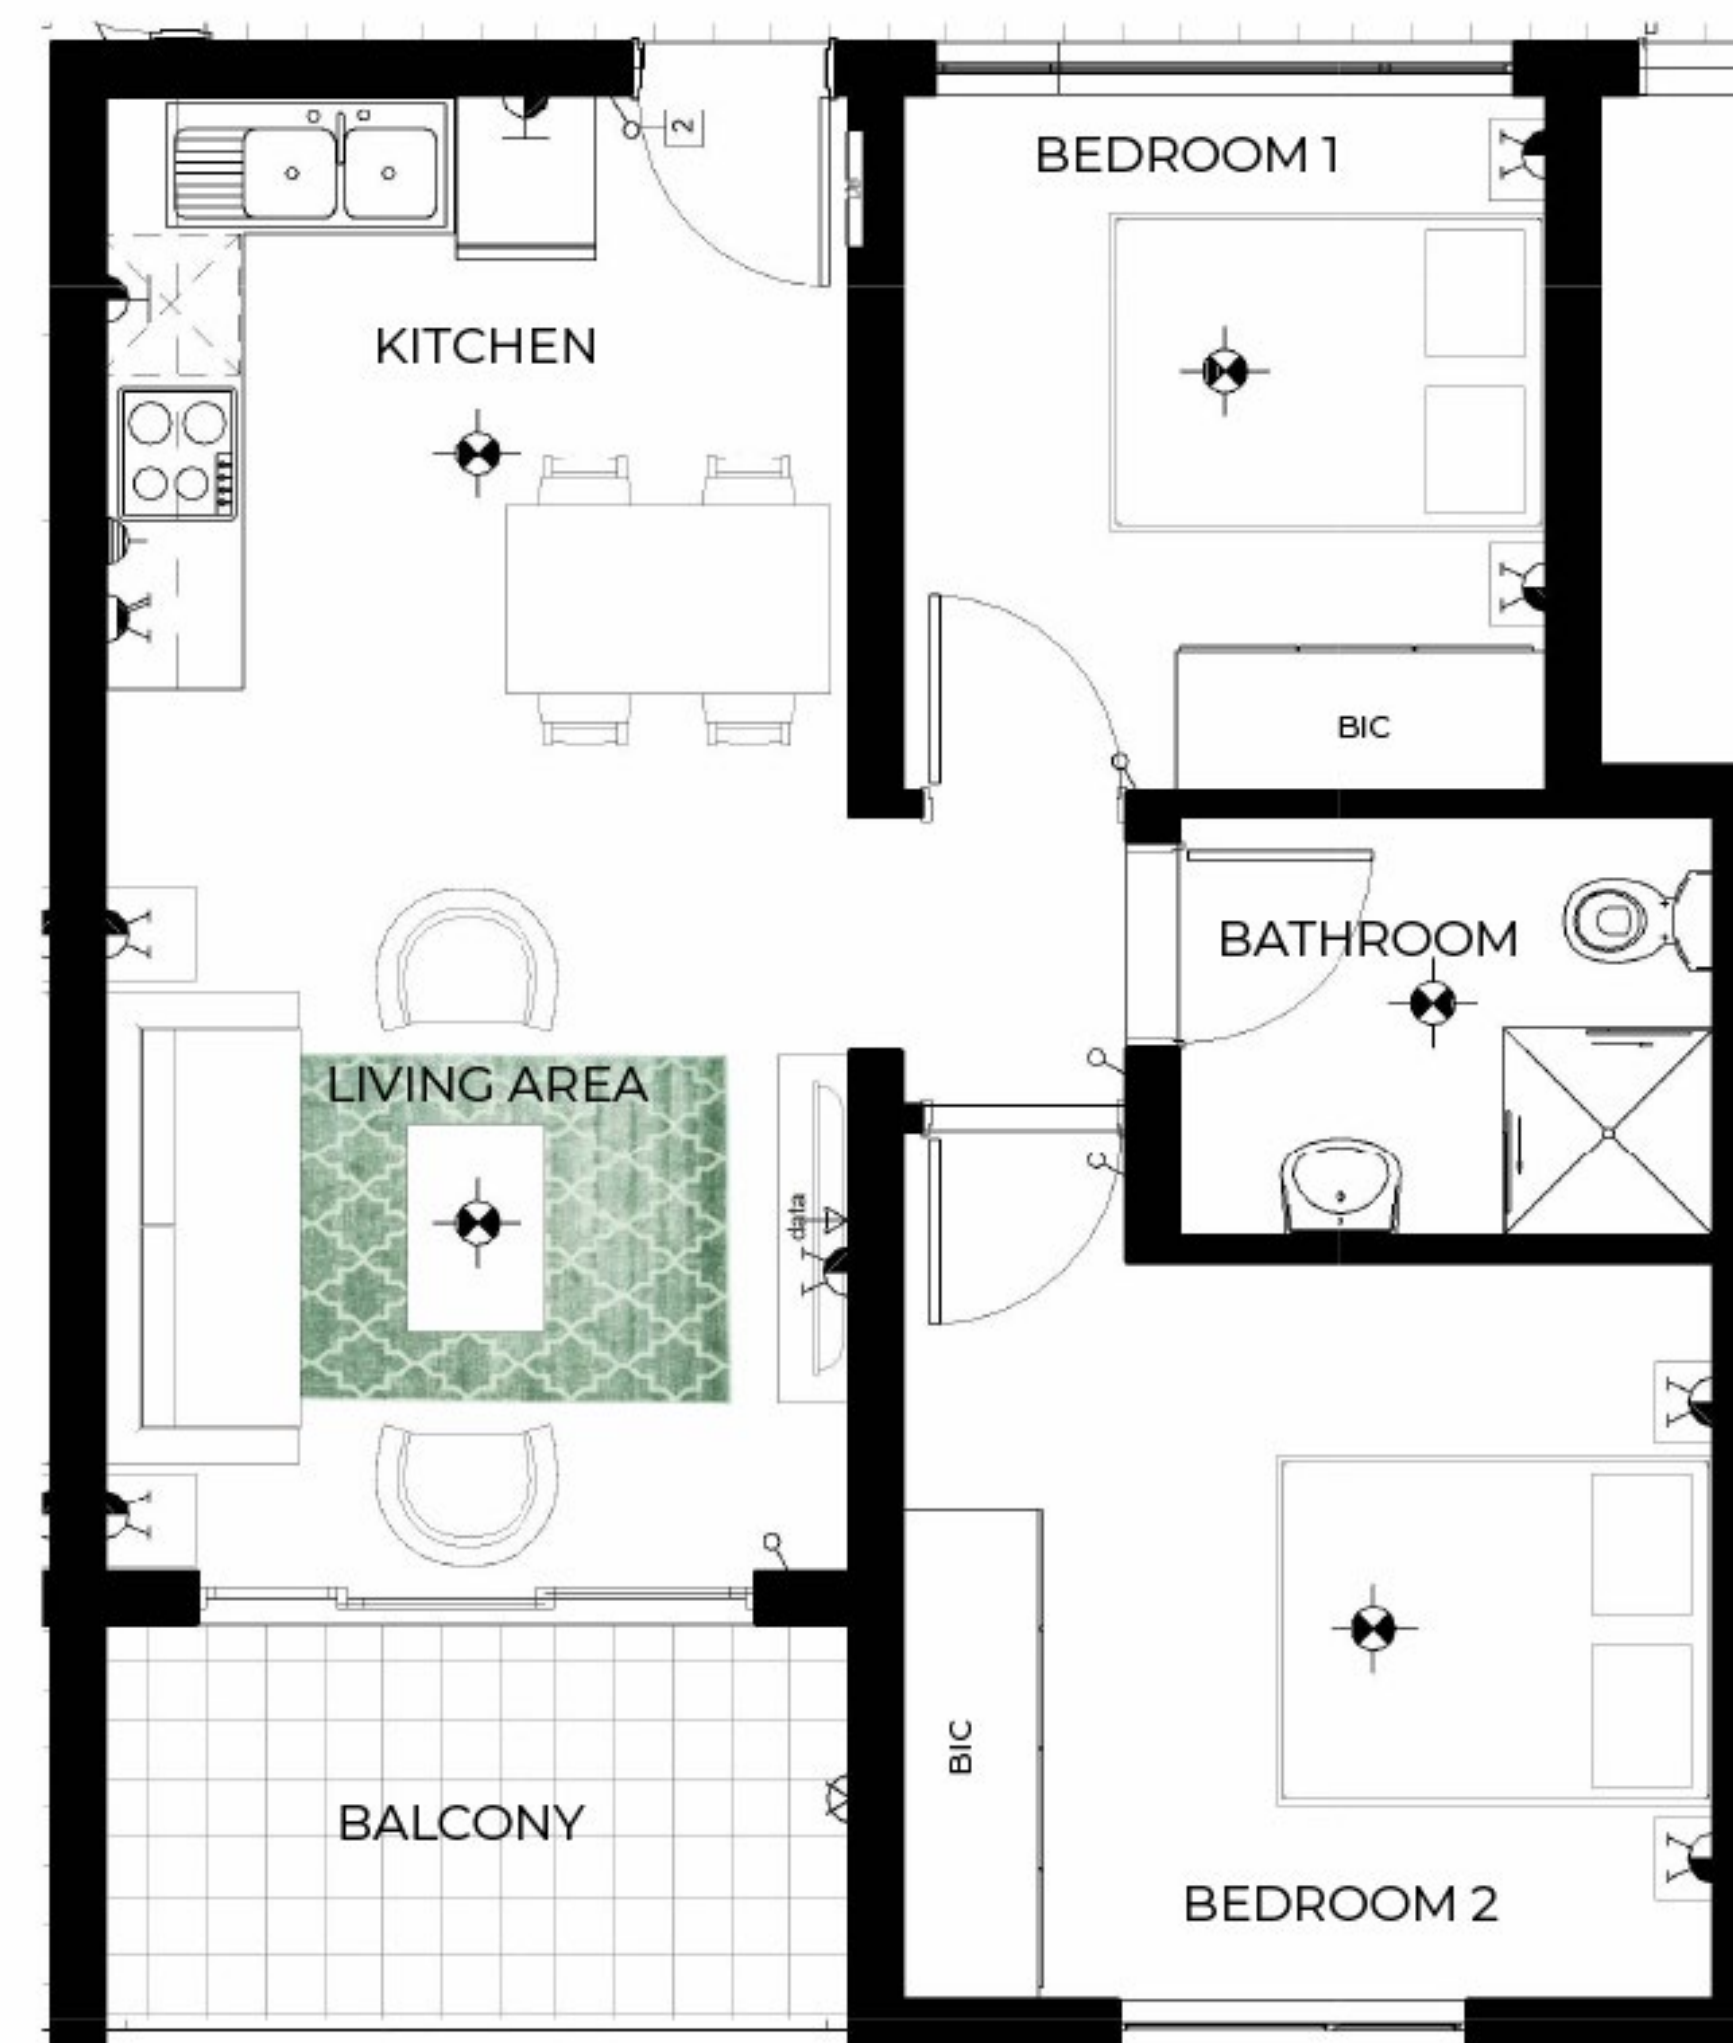 2
BEDROOM 1
KITCHEN
BIC
BATHROOM
LIVING AREA
data
BIC
BALCONY
BEDROOM 2